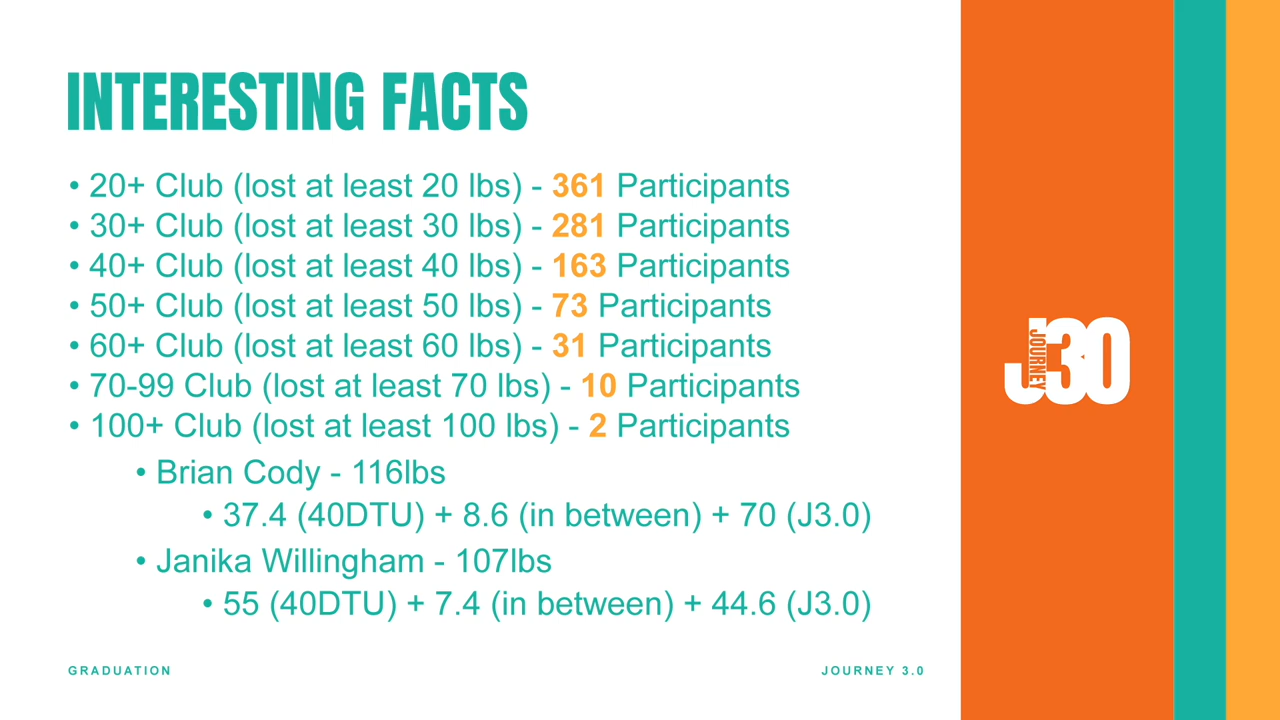 INTERESTING FACTS
• 20+ Club (lost at least 20 lbs) - 361 Participants
• 30+ Club (lost at least 30 lbs) - 281 Participants
• 40+ Club (lost at least 40 lbs) - 163 Participants
• 50+ Club (lost at least 50 lbs) - 73 Participants
• 60+ Club (lost at least 60 lbs) - 31 Participants
• 70-99 Club (lost at least 70 lbs) - 10 Participants
• 100+ Club (lost at least 100 lbs) - 2 Participants
• Brian Cody - 116lbs
• 37.4 (40DTU) + 8.6 (in between) + 70 (J3.0)
• Janika Willingham - 107lbs
• 55 (40DTU) + 7.4 (in between) + 44.6 (J3.0)
J30
JOURNEY
GRADUATION
JOURNEY 3.0